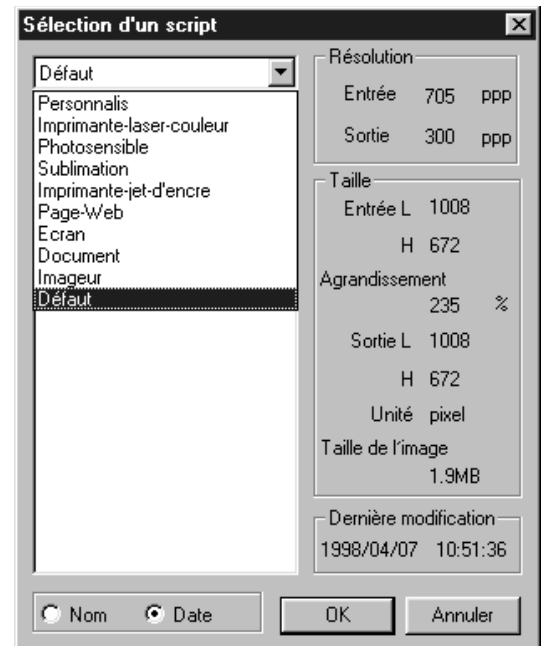 Sélection d'un script
Défaut
Personnalis
Imprimante-laser-couleur
Photosensible
Sublimation
Imprimante-jet-d'encre
Page-Web
Ecran
Document
Imageur
Défaut
Nom Date
Résolution
Entrée 705 ppp
Sortie 300 ppp
Taille
Entrée L 1008
H 672
Agrandissement
235 %
Sortie L 1008
H 672
Unité pixel
Taille de l'image
1.9MB
Dernière modification
1998/04/07 10:51:36
OK Annuler